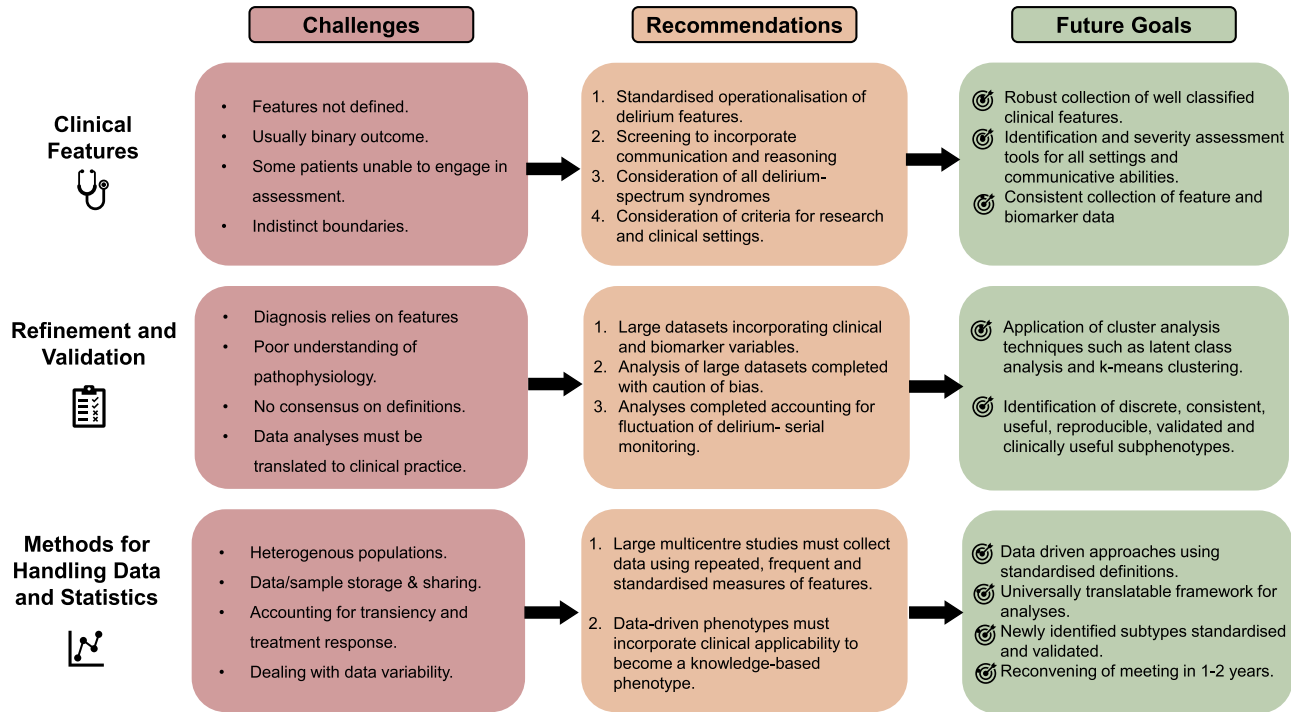 Challenges
Recommendations
Future Goals
Clinical
Features
• Features not defined.
• Usually binary outcome.
• Some patients unable to engage in
assessment.
• Indistinct boundaries.
1. Standardised operationalisation of
delirium features.
2. Screening to incorporate
communication and reasoning
3. Consideration of all delirium-
spectrum syndromes
4. Consideration of criteria for research
and clinical settings.
Robust collection of well classified
clinical features.
Identification and severity assessment
tools for all settings and
communicative abilities.
Consistent collection of feature and
biomarker data
Refinement and
Validation
• Diagnosis relies on features
• Poor understanding of
pathophysiology.
• No consensus on definitions.
• Data analyses must be
translated to clinical practice.
1. Large datasets incorporating clinical
and biomarker variables.
2. Analysis of large datasets completed
with caution of bias.
3. Analyses completed accounting for
fluctuation of delirium- serial
monitoring.
Application of cluster analysis
techniques such as latent class
analysis and k-means clustering.
Identification of discrete, consistent,
useful, reproducible, validated and
clinically useful subphenotypes.
Methods for
Handling Data
and Statistics
• Heterogenous populations.
• Data/sample storage & sharing.
• Accounting for transiency and
treatment response.
• Dealing with data variability.
1. Large multicentre studies must collect
data using repeated, frequent and
standardised measures of features.
2. Data-driven phenotypes must
incorporate clinical applicability to
become a knowledge-based
phenotype.
Data driven approaches using
standardised definitions.
Universally translatable framework for
analyses.
Newly identified subtypes standardised
and validated.
Reconvening of meeting in 1-2 years.